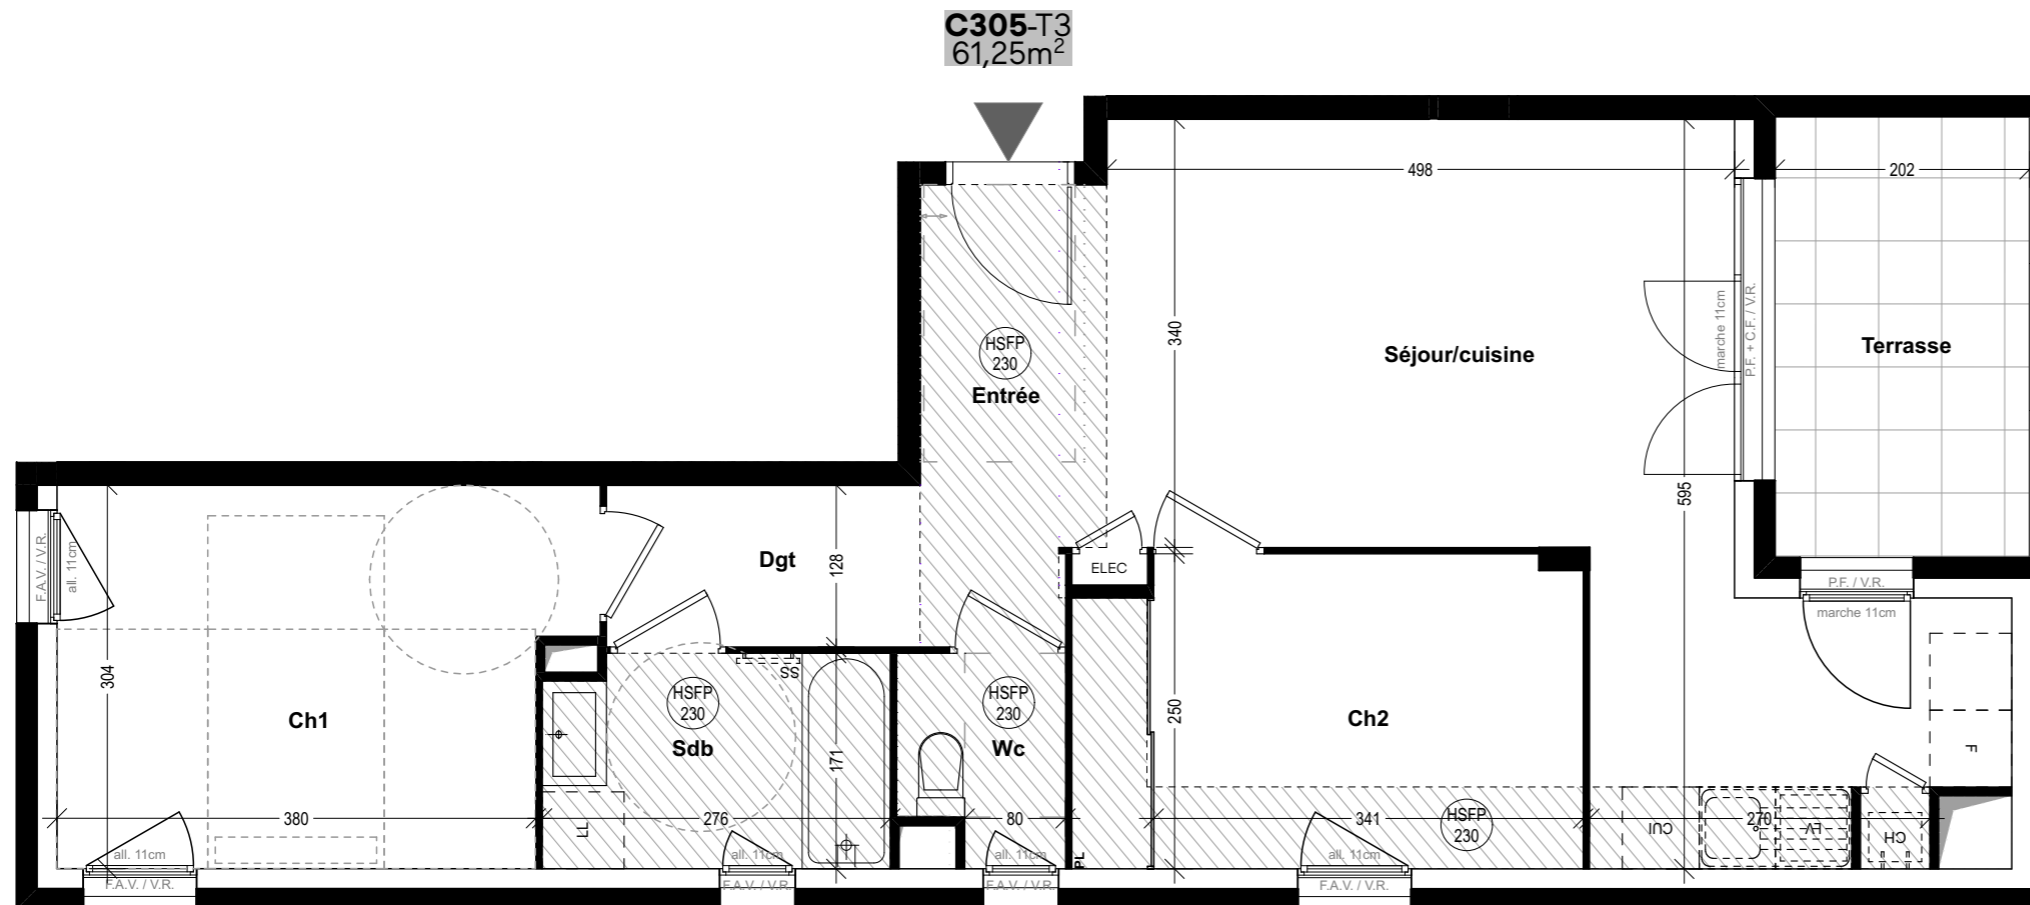 C305-T3
61,25m²
498
202
340
HSFP
230
Entrée
Séjour/cuisine
marche 11cm
P.F. + C.F. / V.R.
Terrasse
595
F.A.V. / V.R.
all. 11cm
Dgt
128
ELEC
P.F. / V.R.
marche 11cm
304
Ch1
SS
HSFP
230
Sdb
171
HSFP
230
Wc
250
Ch2
F
380
LL
276
80
341
HSFP
230
CUI
270
LV
CH
PL
all. 11cm
all. 11cm
all. 11cm
all. 11cm
F.A.V. / V.R.
F.A.V. / V.R.
F.A.V. / V.R.
F.A.V. / V.R.